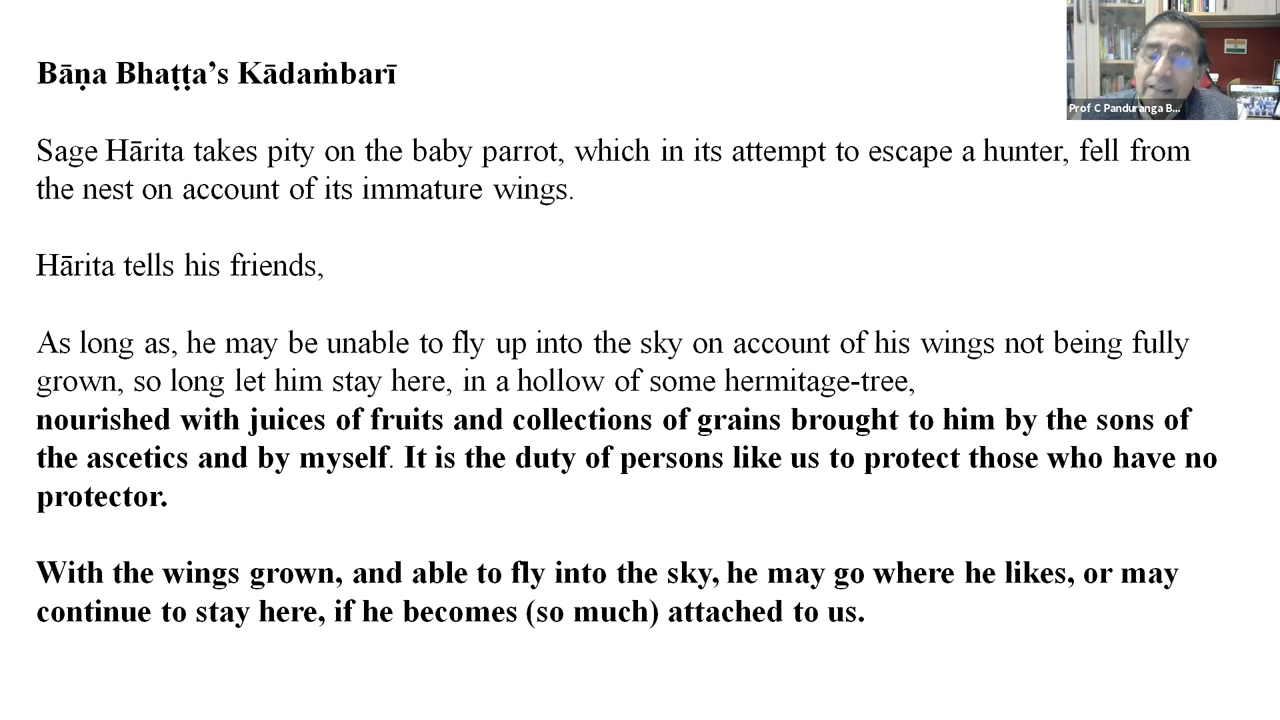 Bāṇa Bhaṭṭa’s Kādaṁbarī
Prof C Panduranga B...
Sage Hārita takes pity on the baby parrot, which in its attempt to escape a hunter, fell from
the nest on account of its immature wings.
Hārita tells his friends,
As long as, he may be unable to fly up into the sky on account of his wings not being fully
grown, so long let him stay here, in a hollow of some hermitage-tree,
nourished with juices of fruits and collections of grains brought to him by the sons of
the ascetics and by myself. It is the duty of persons like us to protect those who have no
protector.
With the wings grown, and able to fly into the sky, he may go where he likes, or may
continue to stay here, if he becomes (so much) attached to us.